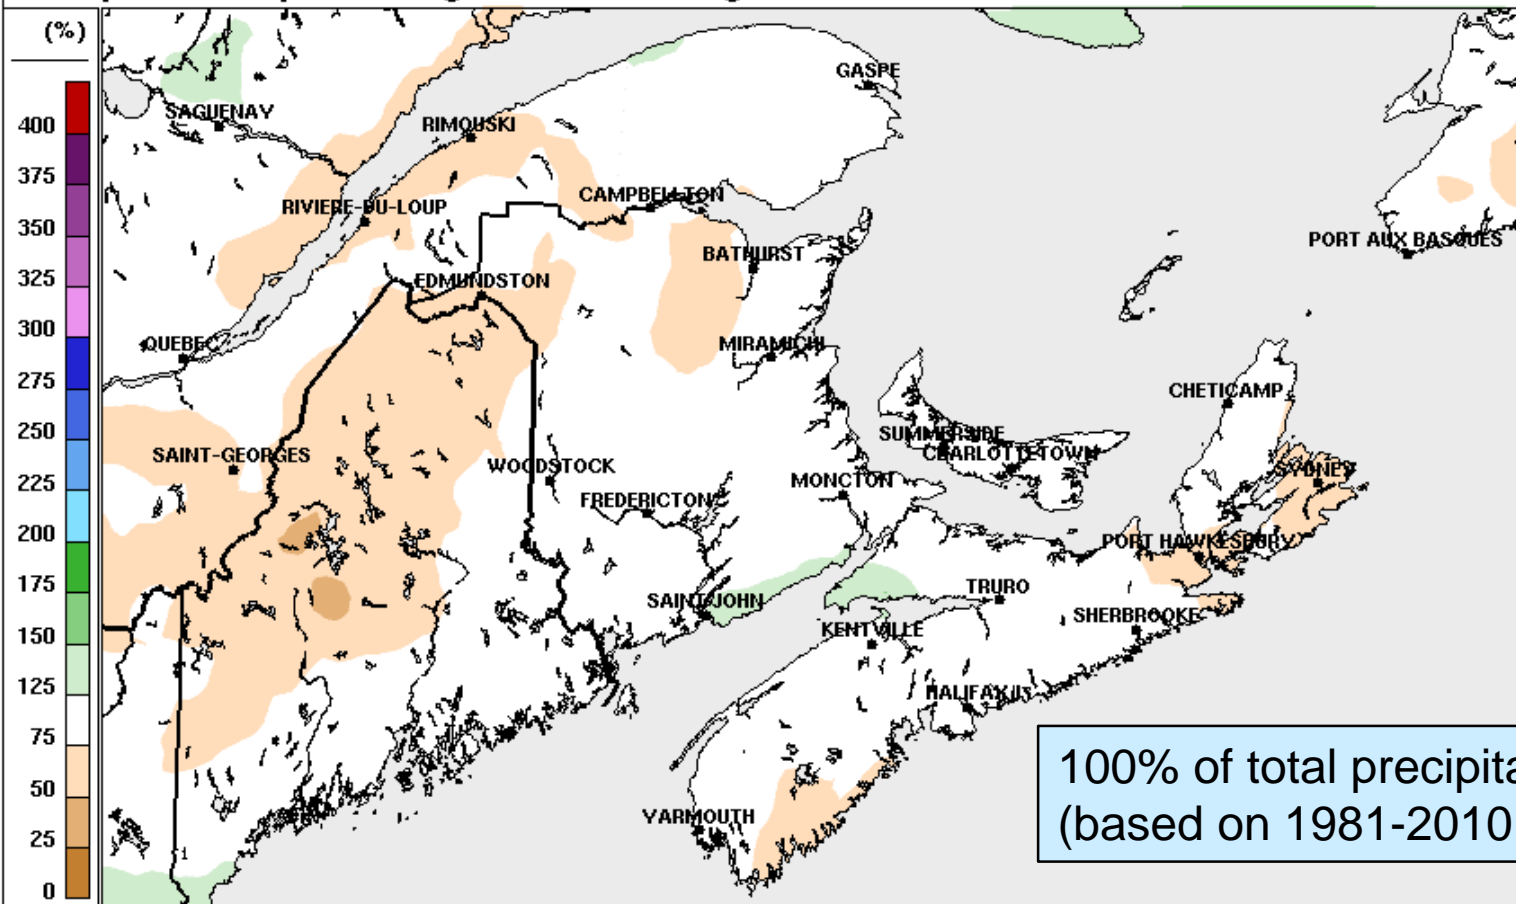 (%)
400
375
350
325
300
275
250
225
200
175
150
125
75
50
25
0
GASPE
SAGUENAY
RIMOUSKI
CAMPBELLTON
RIVIERE-DU-LOUP
PORT AUX BASQUES
BATHURST
EDMUNDSTON
QUEBEC
MIRAMICHI
CHETICAMP
SUMMERSIDE
CHARLOTTETOWN
SAINT-GEORGES
WOODSTOCK
SYDNEY
MONCTON
FREDERICTON
PORT HAWKESBURY
TRURO
SAINT JOHN
SHERBROOKE
KENTVILLE
HALIFAX
YARMOUTH
100% of total precipita
(based on 1981-2010